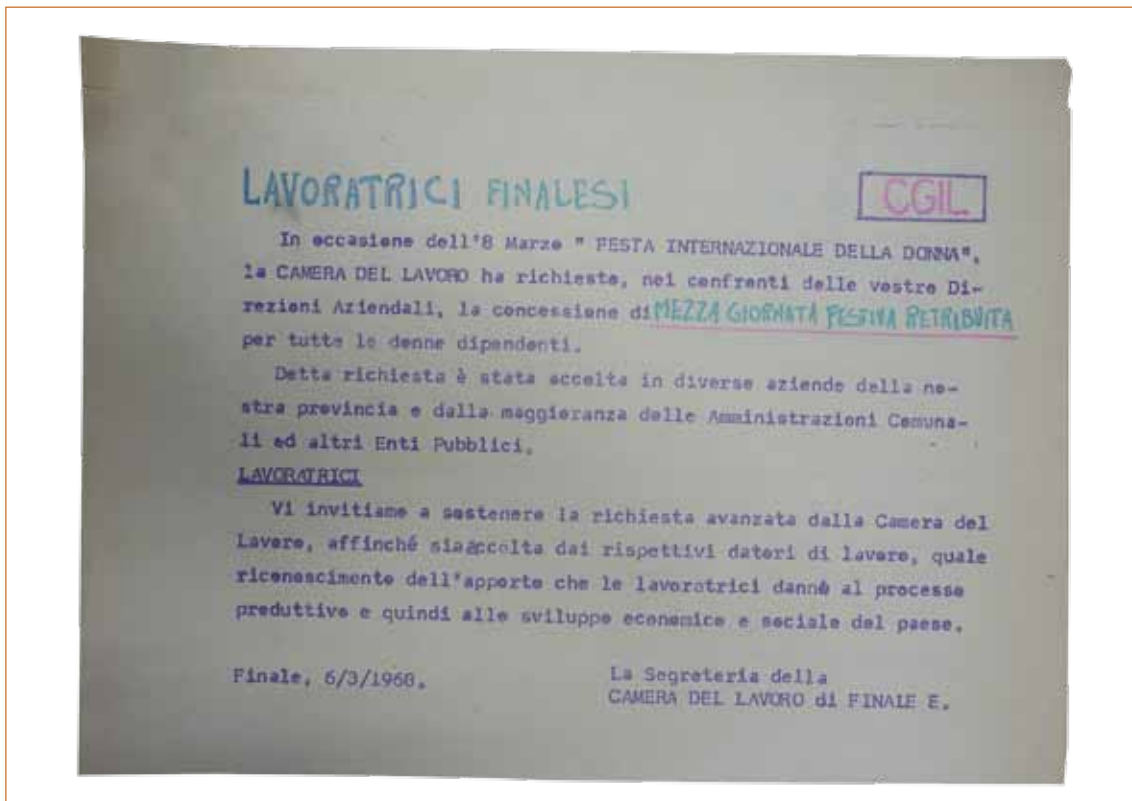 LAVORATRICI FINALESI
CGIL
In occasione dell'8 Marzo " FESTA INTERNAZIONALE DELLA DONNA",
la CAMERA DEL LAVORO ha richiesto, nei confronti delle vostre Di-
rezioni Aziendali, la concessione di MEZZA GIORNATA FESTIVA RETRIBUITA
per tutte le donne dipendenti.
Detta richiesta è stata accolta in diverse aziende della no-
stra provincia e dalla maggioranza delle Amministrazioni Comuna-
li ed altri Enti Pubblici.
LAVORATRICI
Vi invitiamo a sostenere la richiesta avanzata dalla Camera del
Lavoro, affinché siaaccolta dai rispettivi datori di lavoro, quale
riconoscimento dell'apporto che le lavoratrici danno al processo
produttivo e quindi allo sviluppo economico e sociale del paese.
Finale, 6/3/1968.
La Segreteria della
CAMERA DEL LAVORO di FINALE E.